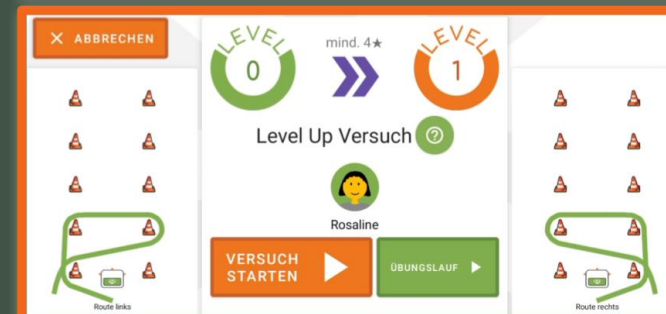 ABBRECHEN
LEVEL
0
mind. 4★
LEVEL
1
Level Up Versuch ?
Rosaline
VERSUCH
STARTEN
ÜBUNGSLAUF
Route links
Route rechts